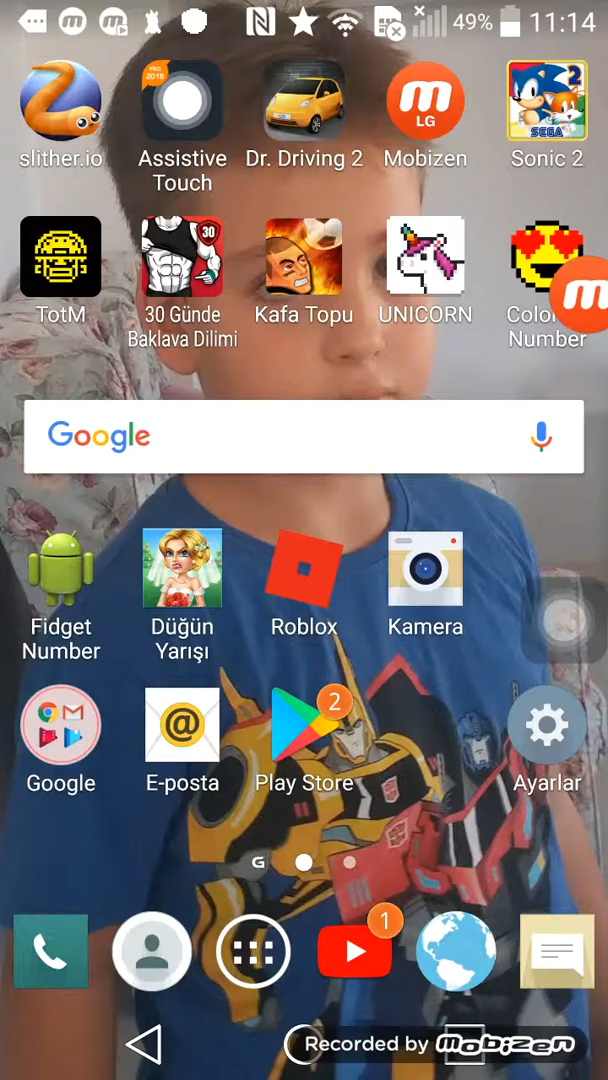 49% 11:14
PRO
2018
m
LG
2
SEGA
slither.io
Assistive
Touch
Dr. Driving 2
Mobizen
Sonic 2
30
TotM
30 Günde
Baklava Dilimi
Kafa Topu
UNICORN
Number
m
Google
Fidget
Number
Düğün
Yarışı
Roblox
Kamera
@
2
Google
E-posta
Play Store
Ayarlar
G
1
Recorded by mobizen